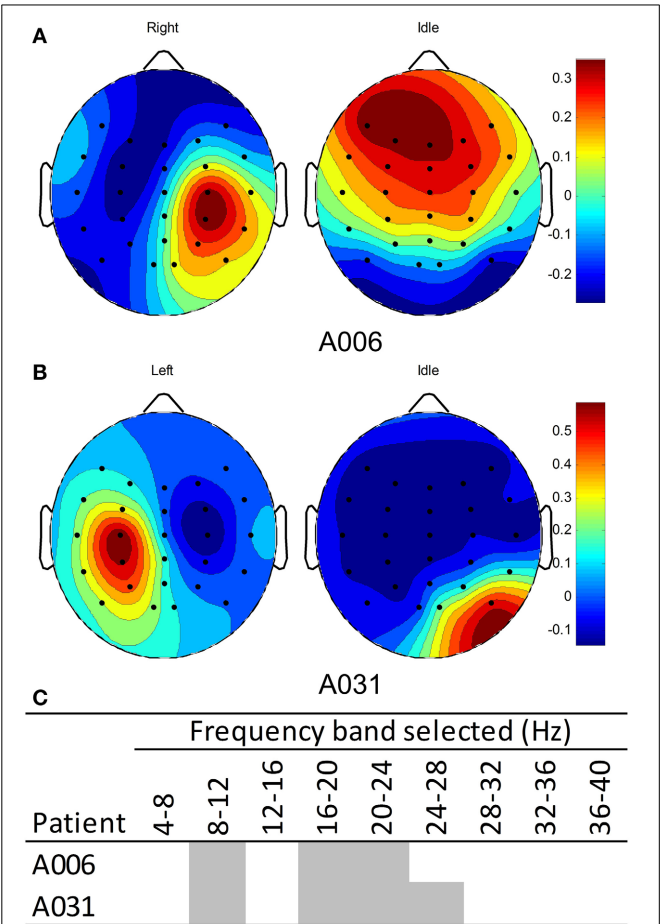 A
Right
Idle
0.3
0.2
0.1
0
-0.1
-0.2
A006
B
Left
Idle
0.5
0.4
0.3
0.2
0.1
0
-0.1
A031
C
Frequency band selected (Hz)
Patient 4-8 8-12 12-16 16-20 20-24 24-28 28-32 32-36 36-40
A006
A031